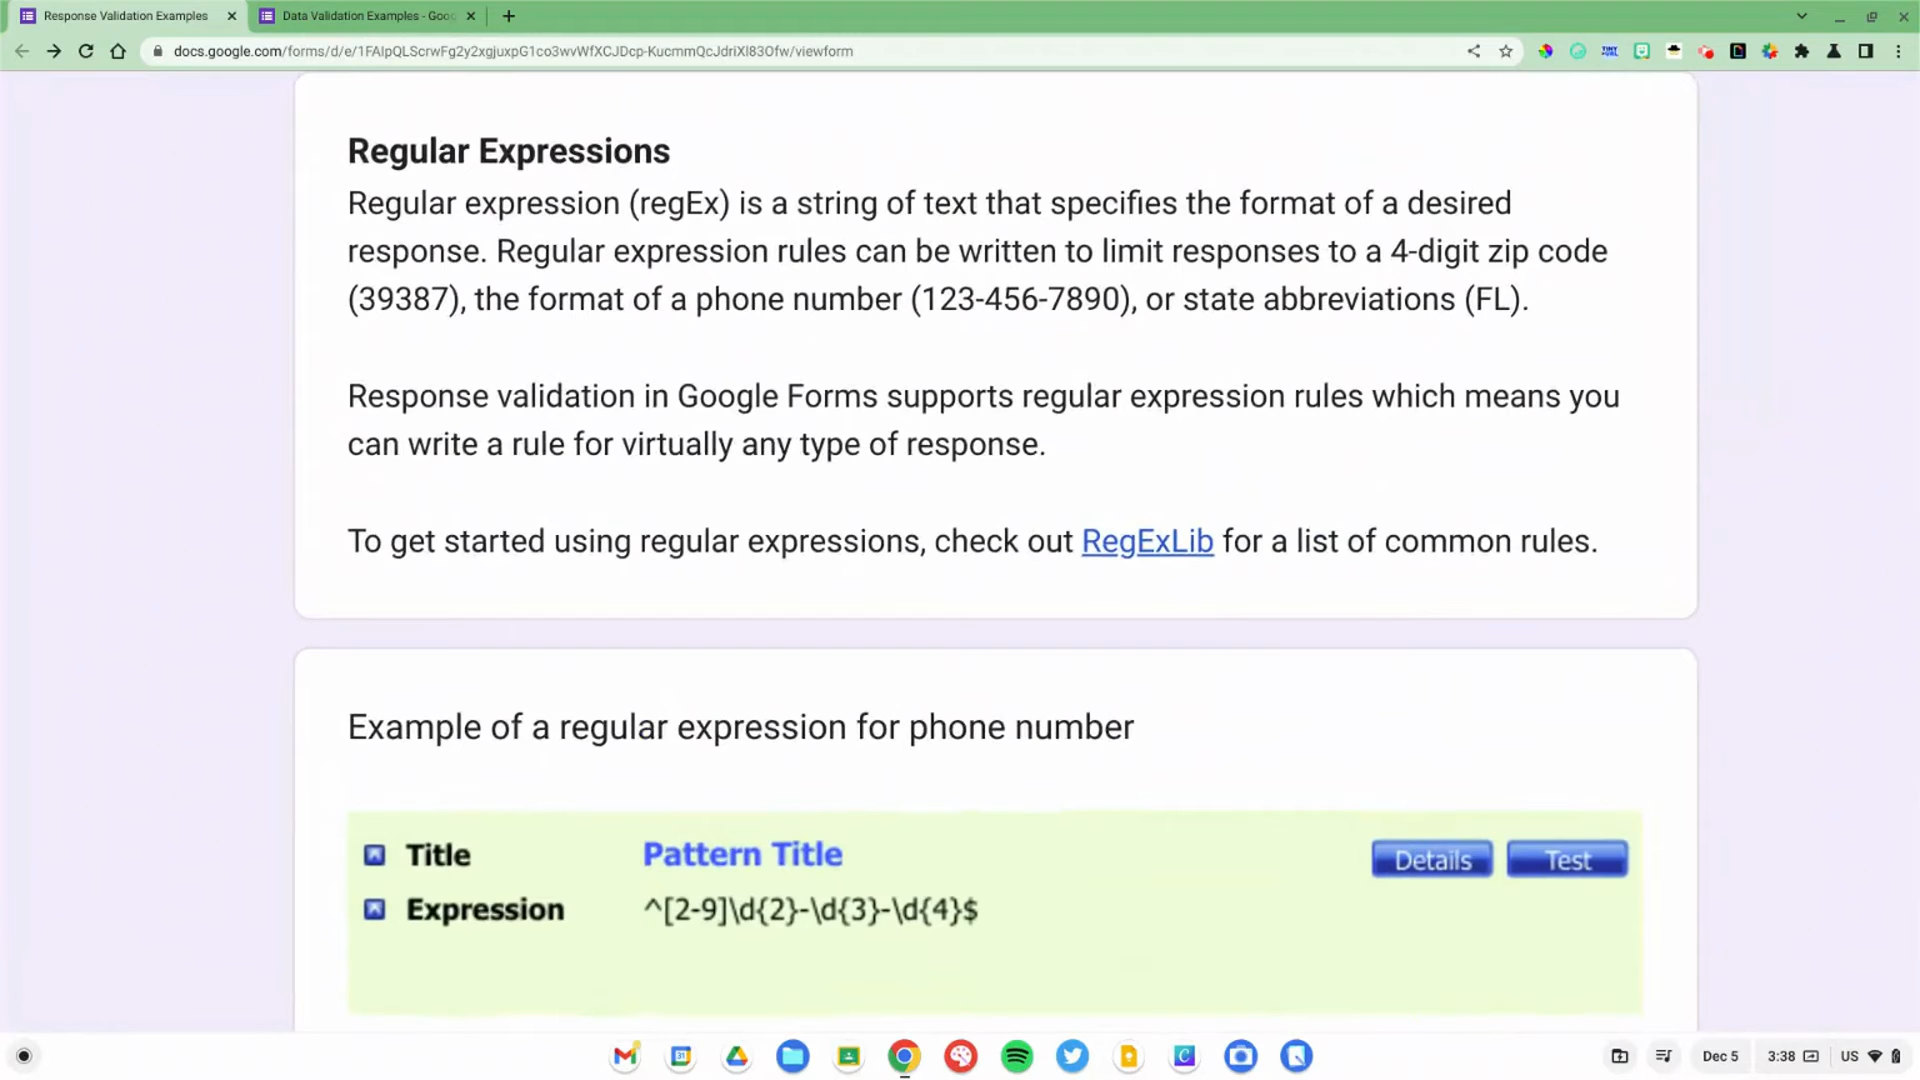 Response Validation Examples
Data Validation Examples - Goo
docs.google.com/forms/d/e/1FAIpQLScrwFg2y2xgjuxpG1co3wvWfXCJDcp-KucmmQcJdriXl83Ofw/viewform
Regular Expressions
Regular expression (regEx) is a string of text that specifies the format of a desired
response. Regular expression rules can be written to limit responses to a 4-digit zip code
(39387), the format of a phone number (123-456-7890), or state abbreviations (FL).
Response validation in Google Forms supports regular expression rules which means you
can write a rule for virtually any type of response.
To get started using regular expressions, check out RegExLib for a list of common rules.
Example of a regular expression for phone number
Title Pattern Title Details Test
Expression ^[2-9]\d{2}-\d{3}-\d{4}$
31
Dec 5 3:38 US